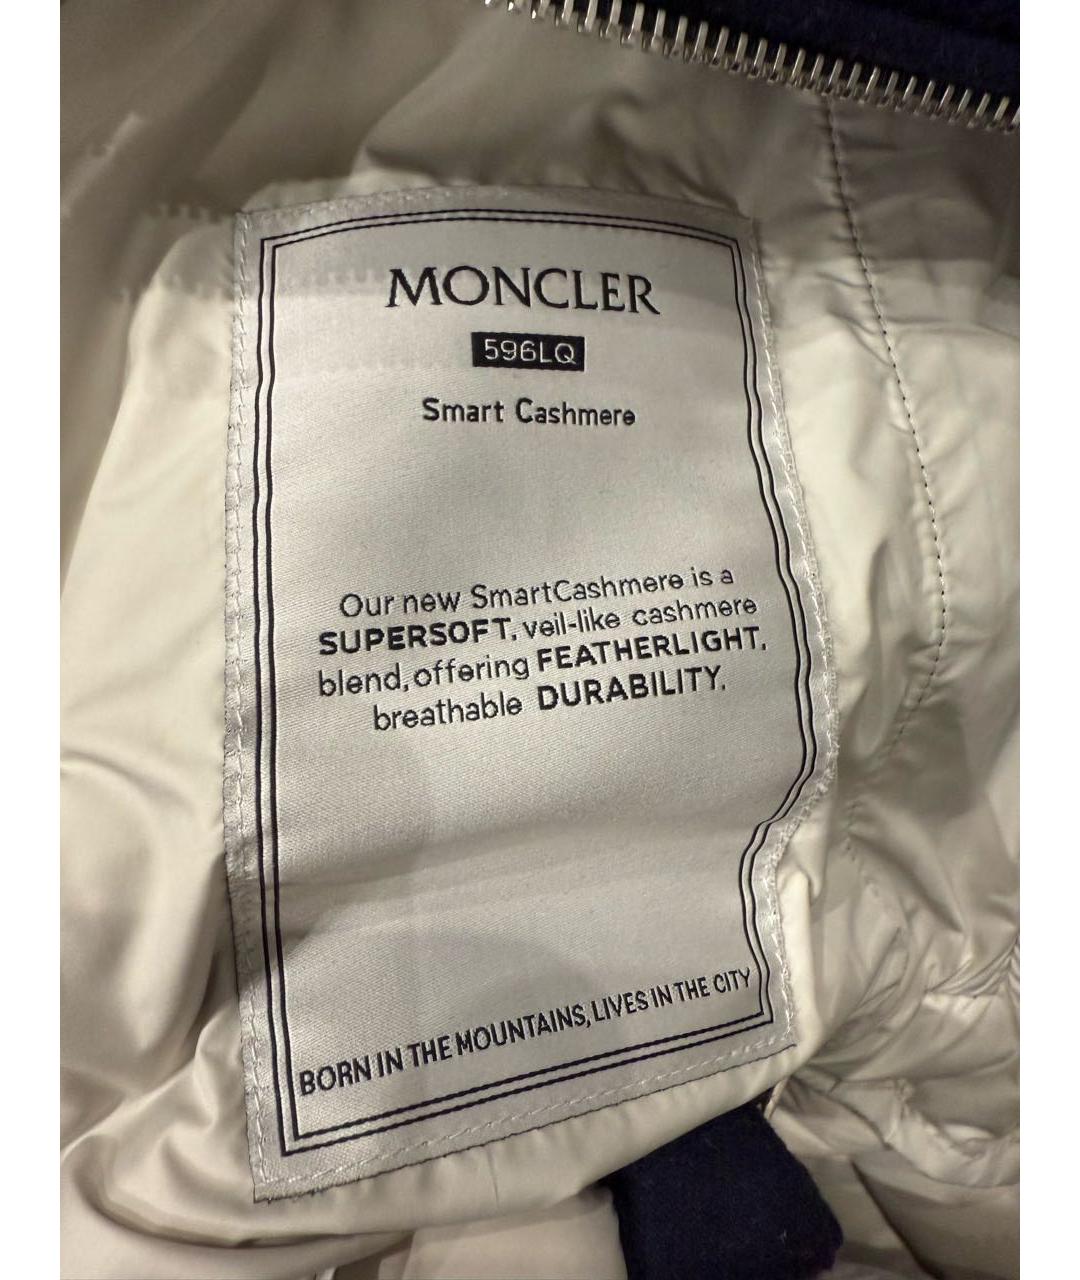 MONCLER
596LQ
Smart Cashmere
Our new SmartCashmere is a
SUPERSOFT, veil-like cashmere
blend, offering FEATHERLIGHT,
breathable DURABILITY.
BORN IN THE MOUNTAINS, LIVES IN THE CITY